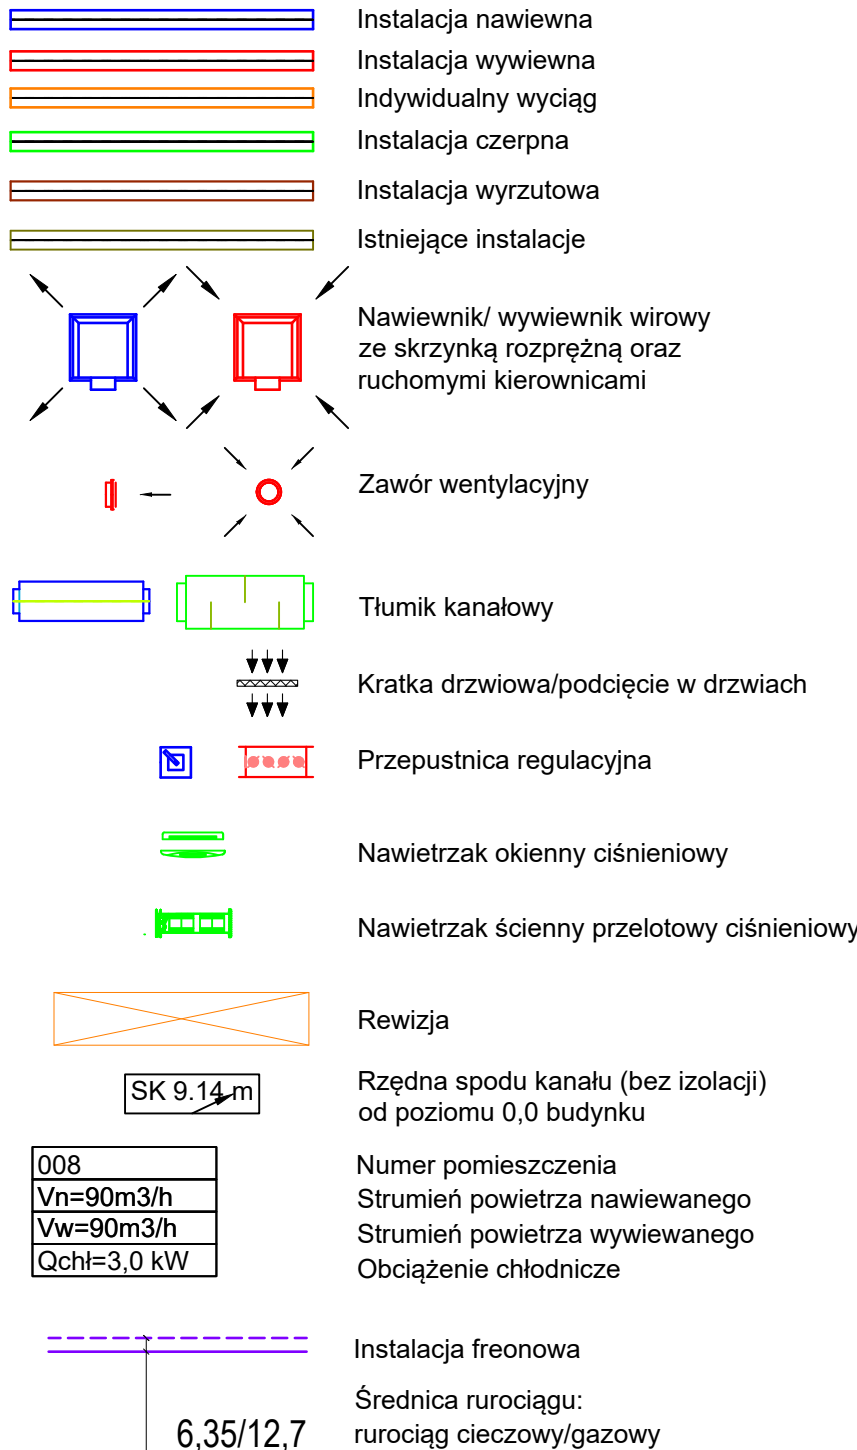 Instalacja nawiewna
Instalacja wywiewna
Indywidualny wyciąg
Instalacja czerpna
Instalacja wyrzutowa
Istniejące instalacje
Nawiewnik/ wywiewnik wirowy
ze skrzynką rozprężną oraz
ruchomymi kierownicami
Zawór wentylacyjny
Tłumik kanałowy
Kratka drzwiowa/podcięcie w drzwiach
Przepustnica regulacyjna
Nawietrzak okienny ciśnieniowy
Nawietrzak ścienny przelotowy ciśnieniowy
Rewizja
SK 9.14 m
Rzędna spodu kanału (bez izolacji)
od poziomu 0,0 budynku
008 Numer pomieszczenia
Vn=90m3/h Strumień powietrza nawiewanego
Vw=90m3/h Strumień powietrza wywiewanego
Qchł=3,0 kW Obciążenie chłodnicze
Instalacja freonowa
Średnica rurociągu:
6,35/12,7 rurociąg cieczowy/gazowy